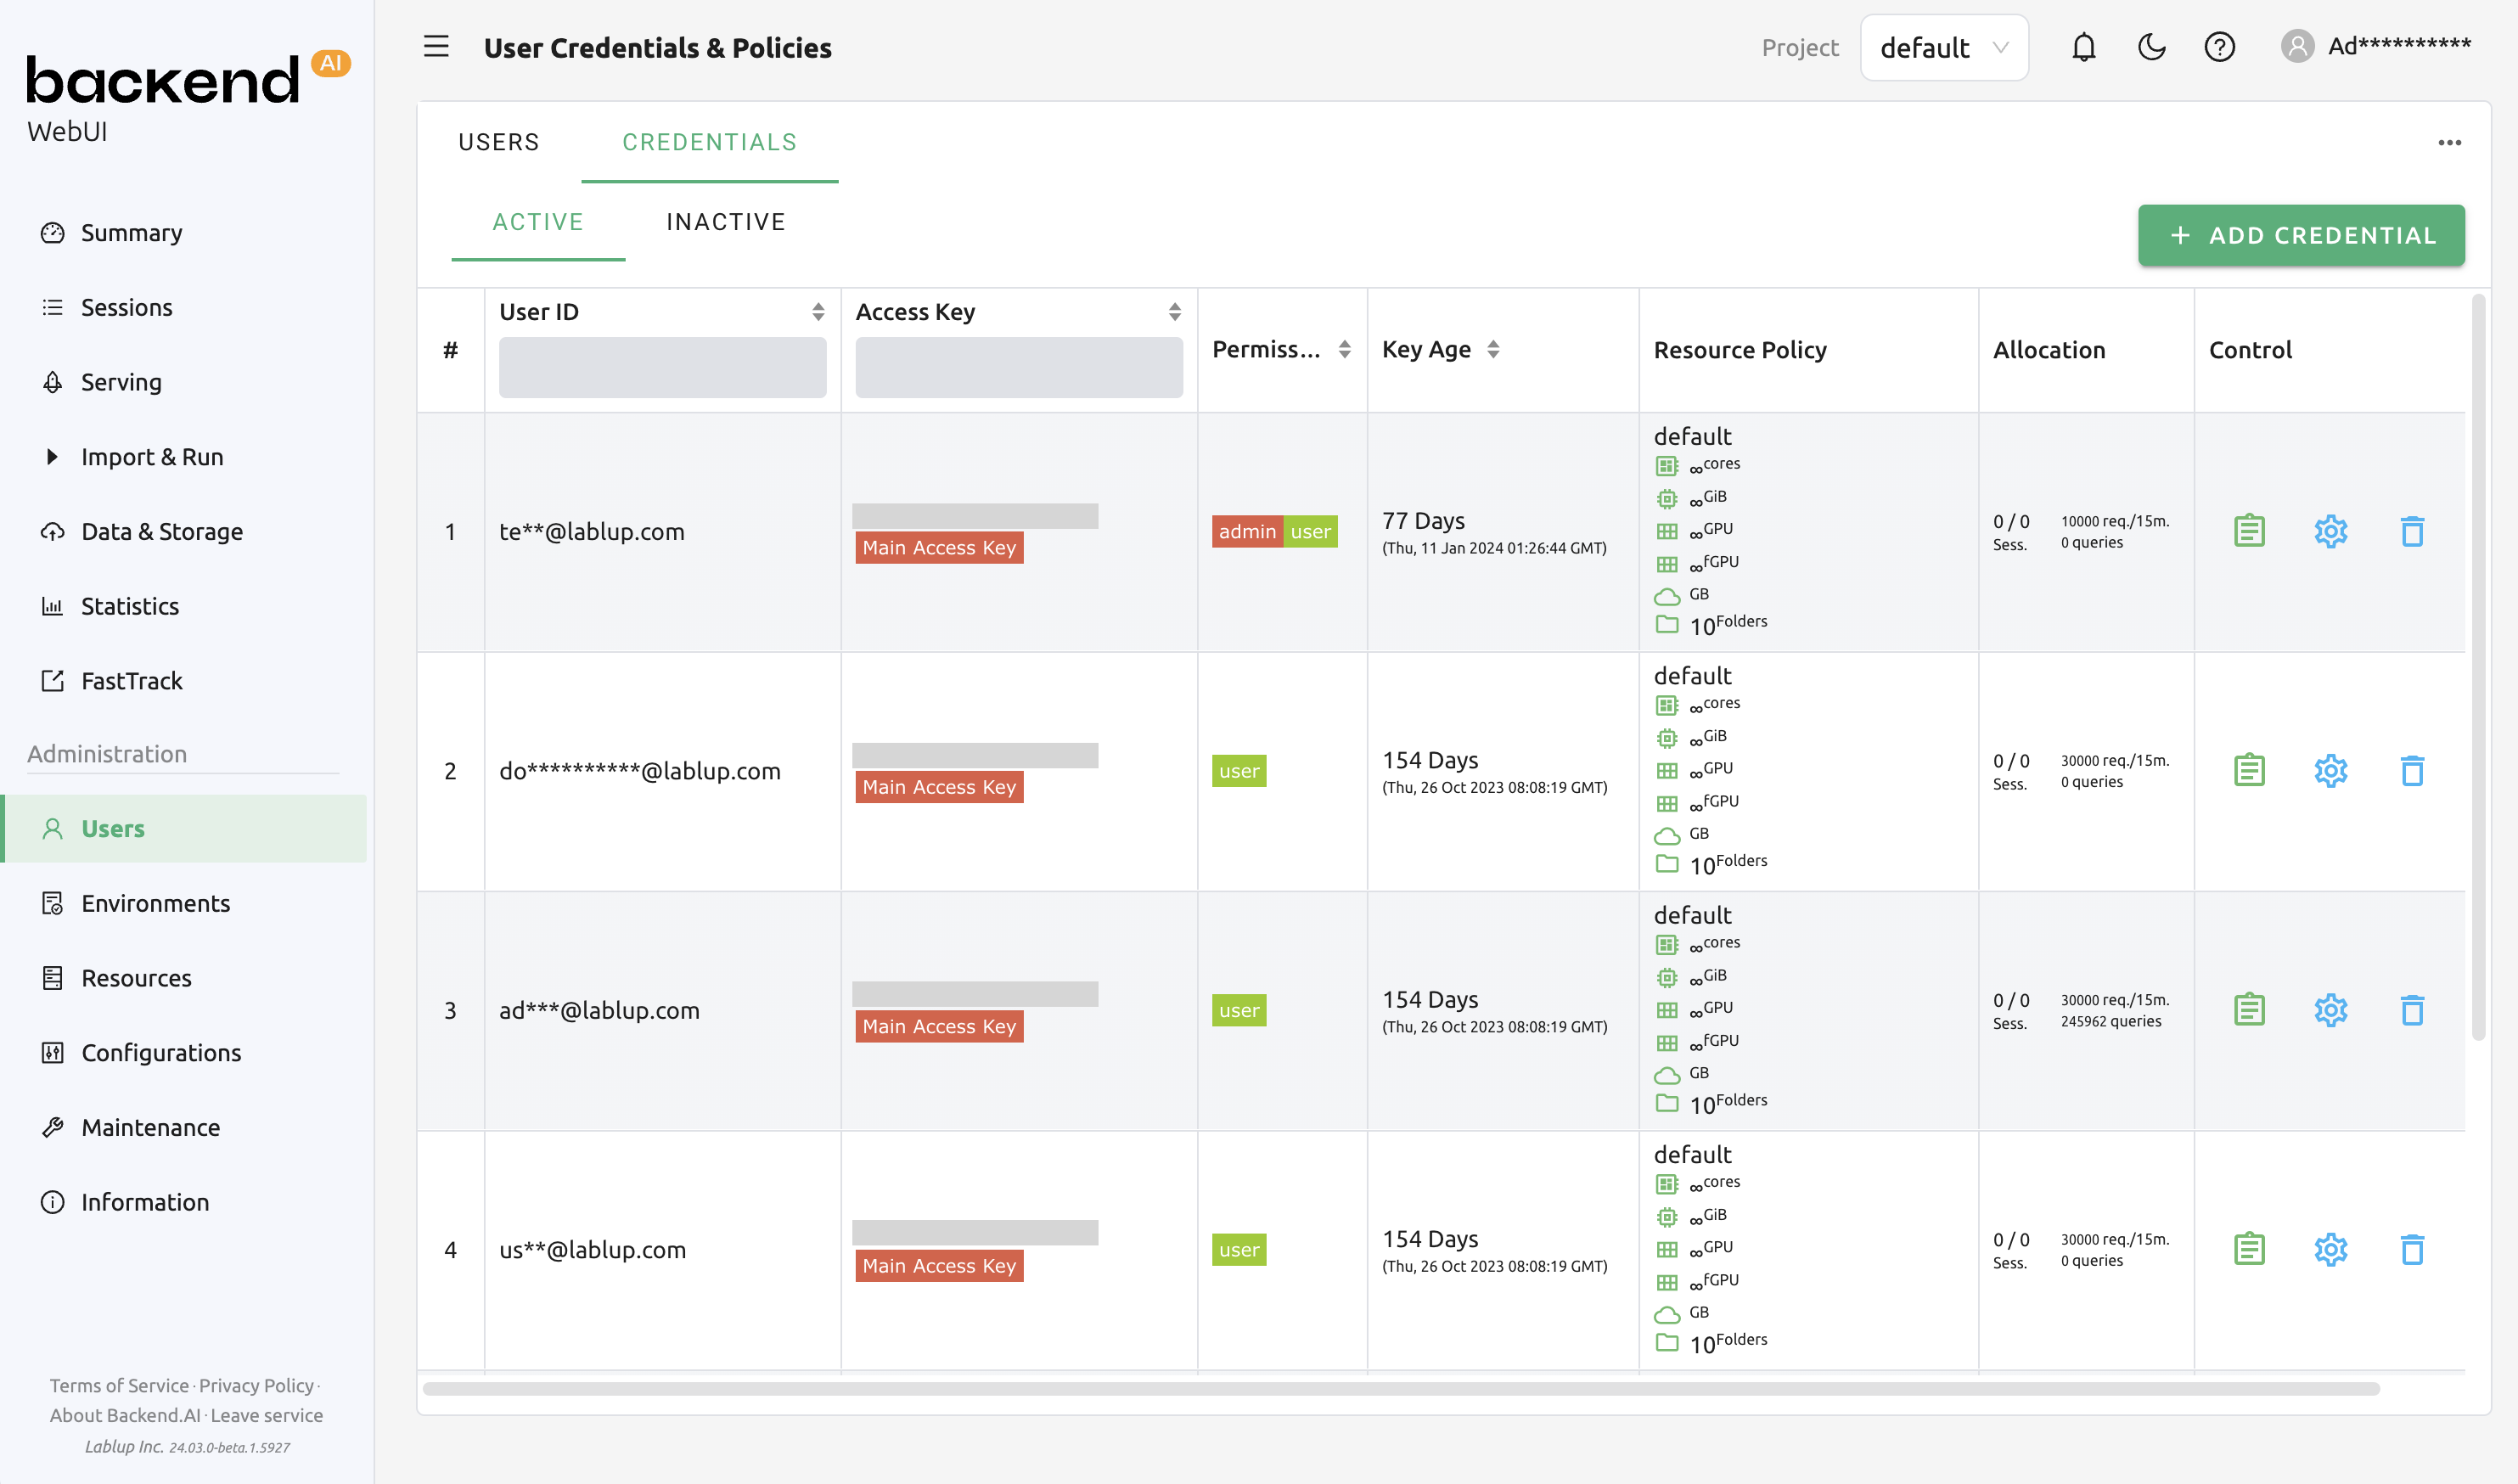 backend AI
WebUI
Summary
Sessions
Serving
Import & Run
Data & Storage
Statistics
FastTrack
Administration
Users
Environments
Resources
Configurations
Maintenance
Information
Terms of Service · Privacy Policy ·
About Backend.AI · Leave service
Lablup Inc. 24.03.0-beta.1.5927
User Credentials & Policies
Project default Ad**********
USERS CREDENTIALS
ACTIVE INACTIVE
+ ADD CREDENTIAL
# User ID Access Key Permiss... Key Age Resource Policy Allocation Control
1 te**@lablup.com
Main Access Key
admin user
77 Days
(Thu, 11 Jan 2024 01:26:44 GMT)
default
∞cores
∞GiB
∞GPU
∞fGPU
GB
10Folders
0 / 0
Sess.
10000 req./15m.
0 queries
2 do**********@lablup.com
Main Access Key
user
154 Days
(Thu, 26 Oct 2023 08:08:19 GMT)
default
∞cores
∞GiB
∞GPU
∞fGPU
GB
10Folders
0 / 0
Sess.
30000 req./15m.
0 queries
3 ad***@lablup.com
Main Access Key
user
154 Days
(Thu, 26 Oct 2023 08:08:19 GMT)
default
∞cores
∞GiB
∞GPU
∞fGPU
GB
10Folders
0 / 0
Sess.
30000 req./15m.
245962 queries
4 us**@lablup.com
Main Access Key
user
154 Days
(Thu, 26 Oct 2023 08:08:19 GMT)
default
∞cores
∞GiB
∞GPU
∞fGPU
GB
10Folders
0 / 0
Sess.
30000 req./15m.
0 queries